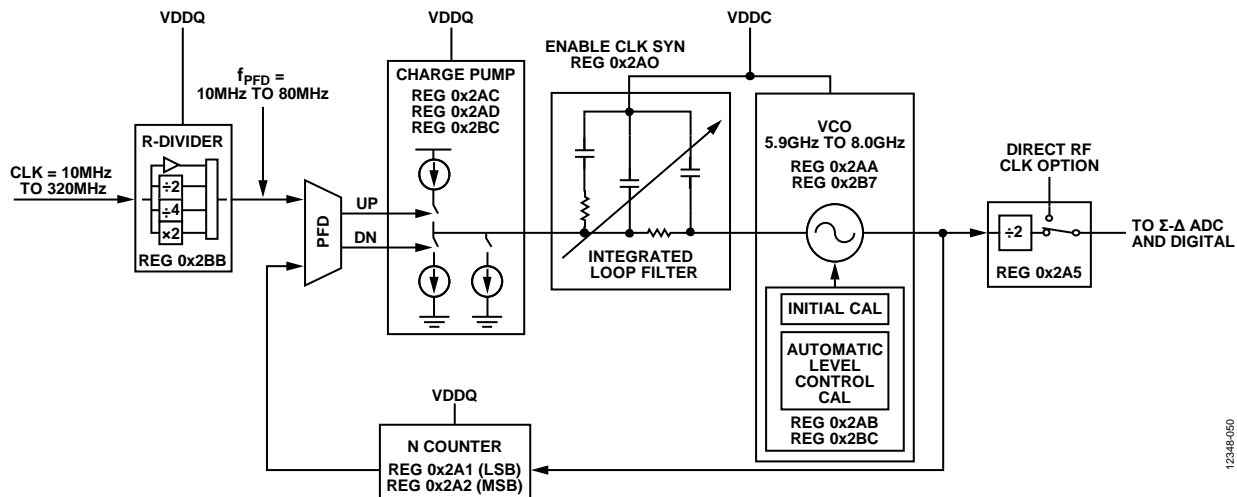 VDDQ
VDDQ
VDDC
ENABLE CLK SYN
REG 0x2AO
fPFD =
10MHz TO 80MHz
CHARGE PUMP
REG 0x2AC
REG 0x2AD
REG 0x2BC
R-DIVIDER
÷2
÷4
×2
REG 0x2BB
CLK = 10MHz
TO 320MHz
PFD
UP
DN
INTEGRATED
LOOP FILTER
VCO
5.9GHz TO 8.0GHz
REG 0x2AA
REG 0x2B7
INITIAL CAL
AUTOMATIC
LEVEL
CONTROL
CAL
REG 0x2AB
REG 0x2BC
DIRECT RF
CLK OPTION
÷2
REG 0x2A5
TO Σ-Δ ADC
AND DIGITAL
VDDQ
N COUNTER
REG 0x2A1 (LSB)
REG 0x2A2 (MSB)
12348-050